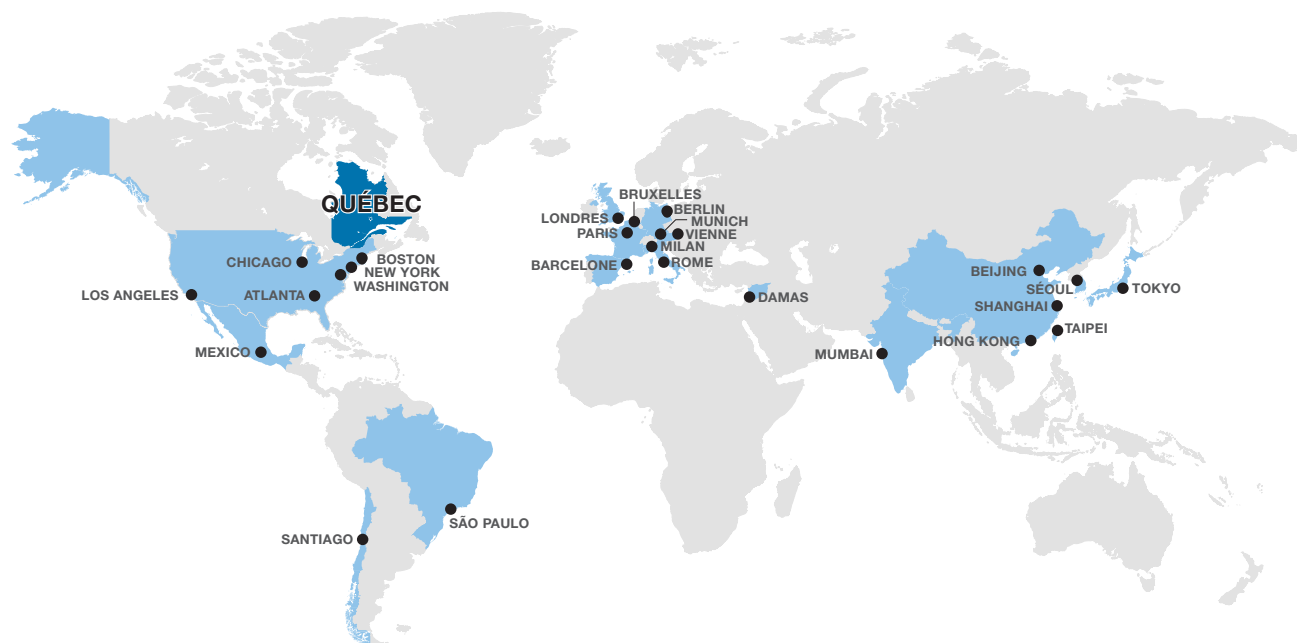 QUÉBEC
BRUXELLES
LONDRES
BERLIN
MUNICH
PARIS
VIENNE
MILAN
BARCELONE
ROME
CHICAGO
BOSTON
NEW YORK
WASHINGTON
LOS ANGELES
ATLANTA
MEXICO
DAMAS
BEIJING
SÉOUL
TOKYO
SHANGHAI
TAIPEI
HONG KONG
MUMBAI
SÃO PAULO
SANTIAGO